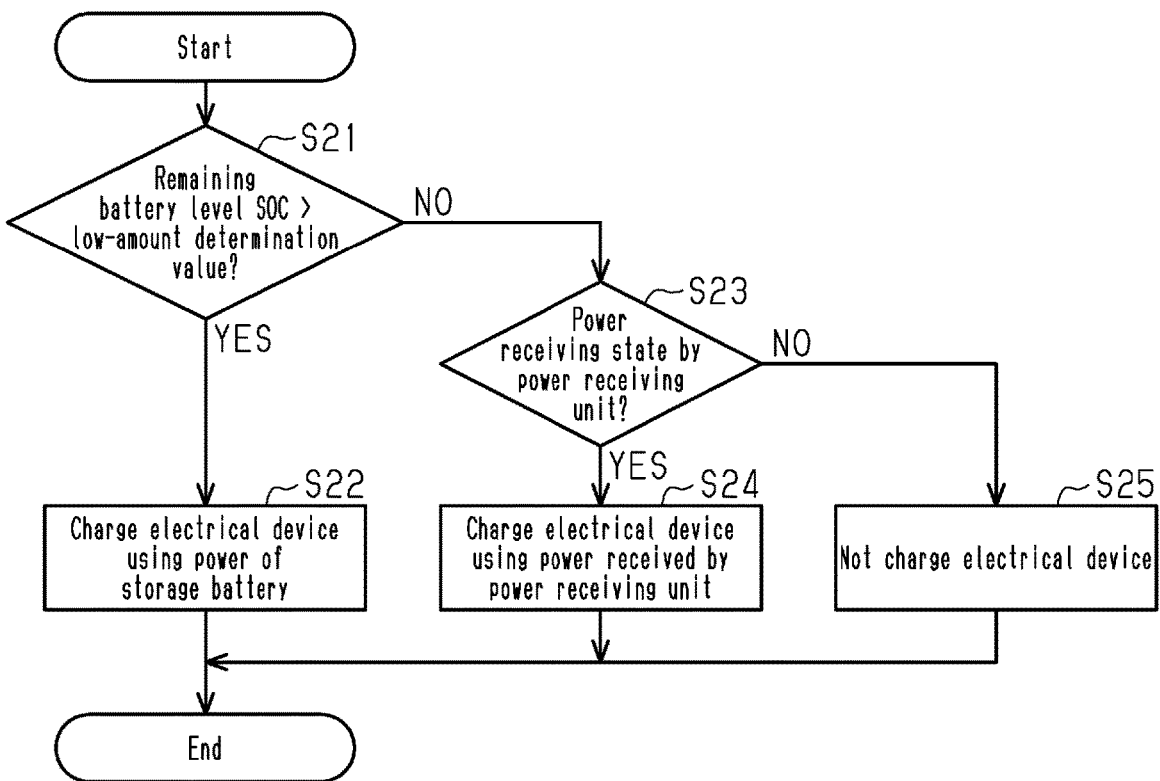 Start
S21
Remaining
battery level SOC >
low-amount determination
value?
NO
YES
S23
Power
receiving state by
power receiving
unit?
NO
YES
S22
Charge electrical device
using power of
storage battery
S24
Charge electrical device
using power received by
power receiving unit
S25
Not charge electrical device
End